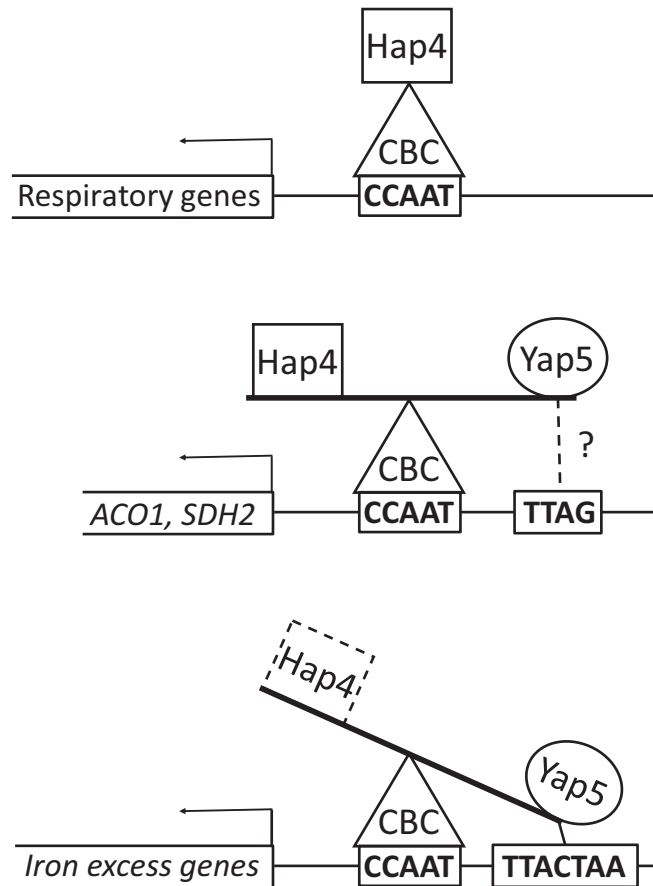 Hap4
CBC
Respiratory genes
CCAAT
Hap4
Yap5
?
CBC
ACO1, SDH2
CCAAT
TTAG
Hap4
Yap5
CBC
Iron excess genes
CCAAT
TTACTAA